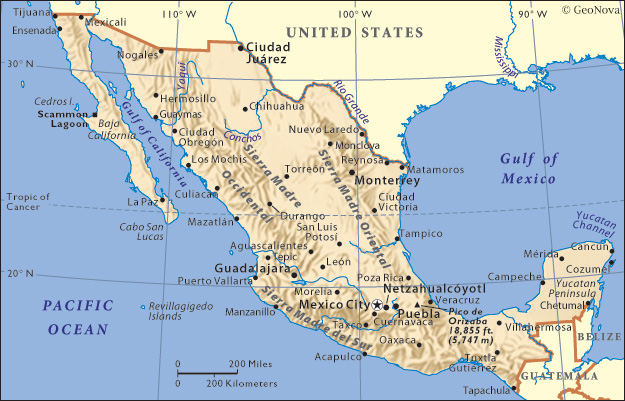 110° W
100° W
90° W
© GeoNova
Tijuana
Mexicali
Ensenada
UNITED STATES
Nogales
Ciudad
Juárez
Mississippi
30° N
Yaqui
Cedros I.
Hermosillo
Rio Grande
Scammon
Lagoon
Baja
California
Gulf of California
Guaymas
Chihuahua
Ciudad
Obregón
Conchos
Nuevo Laredo
Monclova
Los Mochis
Sierra Madre
Occidental
Torreón
Sierra Madre Oriental
Reynosa
Matamoros
Monterrey
Gulf of
Mexico
Tropic of
Cancer
La Paz
Culiacán
Ciudad
Victoria
Cabo San
Lucas
Mazatlán
Durango
San Luis
Potosí
Tampico
Yucatan
Channel
Aguascalientes
Tepic
León
Cancún
Mérida
Cozumel
20° N
Guadalajara
Puerto Vallarta
Poza Rica
Netzahualcóyotl
Campeche
Yucatan
Peninsula
Chetumal
PACIFIC
OCEAN
Revillagigedo
Islands
Morelia
Mexico City
Veracruz
Manzanillo
Sierra Madre del Sur
Puebla
Pico de
Orizaba
18,855 ft.
(5,747 m)
Cuernavaca
Taxco
Villahermosa
BELIZE
Oaxaca
Acapulco
Tuxtla
Gutiérrez
GUATEMALA
Tapachula
0
200 Miles
0
200 Kilometers